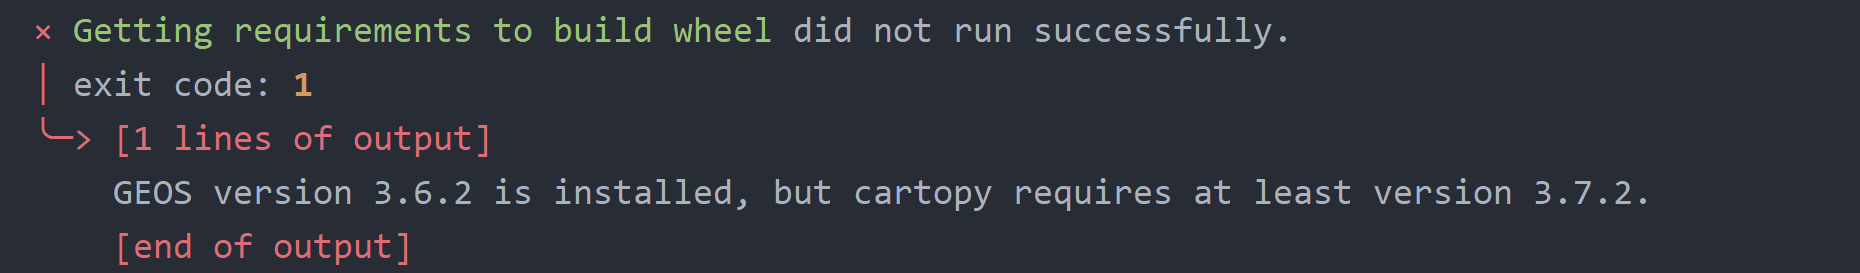 × Getting requirements to build wheel did not run successfully.
│ exit code: 1
╰─> [1 lines of output]
GEOS version 3.6.2 is installed, but cartopy requires at least version 3.7.2.
[end of output]